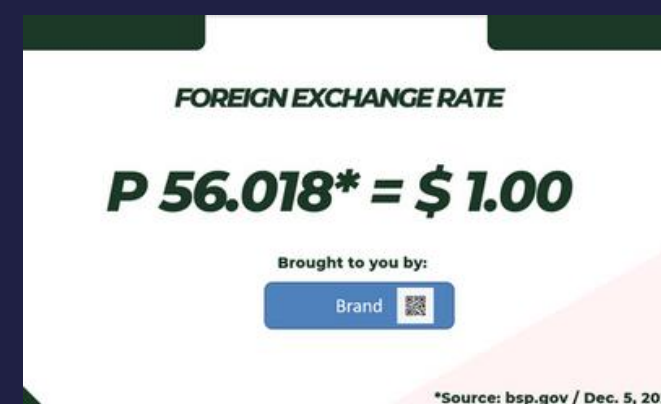 FOREIGN EXCHANGE RATE
P 56.018* = $ 1.00
Brought to you by:
Brand
*Source: bsp.gov / Dec. 5, 20